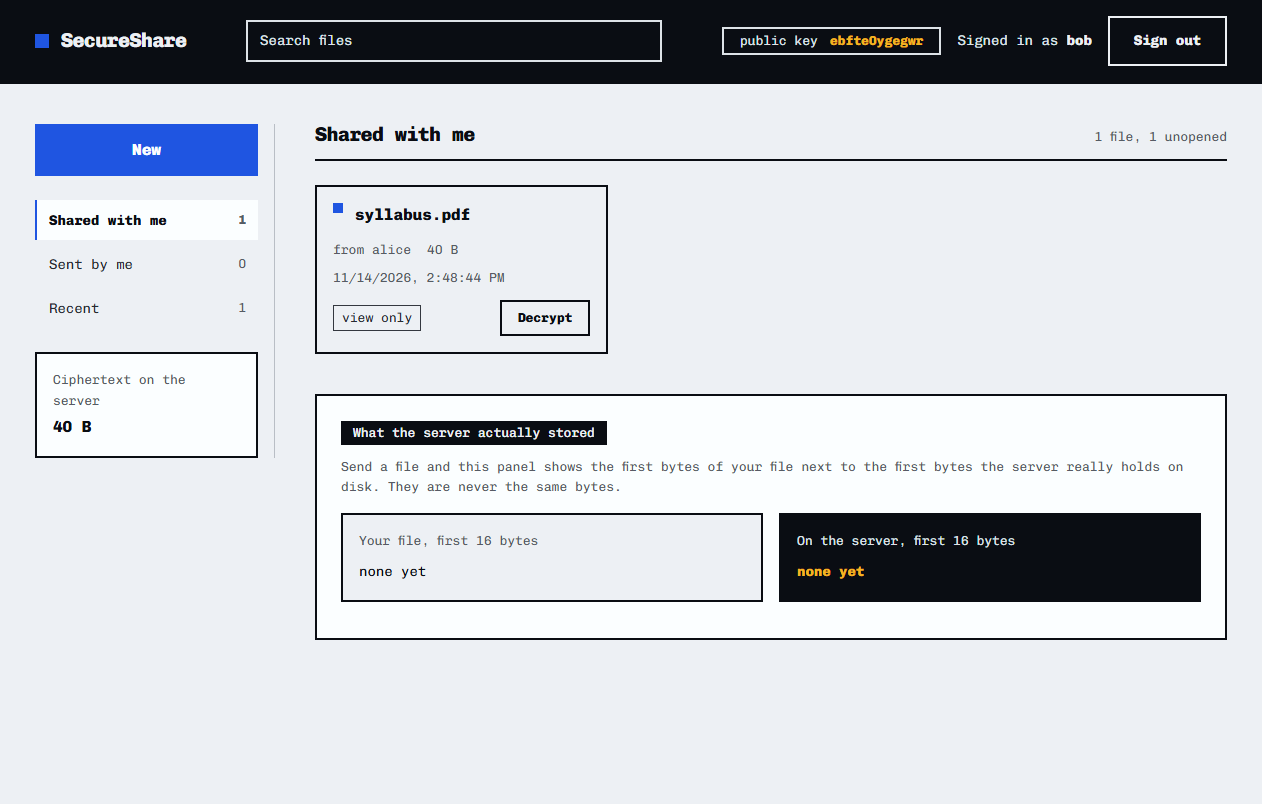 SecureShare
Search files
public key ebfte0ygegwr
Signed in as bob
Sign out
New
Shared with me 1
Sent by me 0
Recent 1
Ciphertext on the
server
40 B
Shared with me
1 file, 1 unopened
syllabus.pdf
from alice 40 B
11/14/2026, 2:48:44 PM
view only
Decrypt
What the server actually stored
Send a file and this panel shows the first bytes of your file next to the first bytes the server really holds on
disk. They are never the same bytes.
Your file, first 16 bytes
none yet
On the server, first 16 bytes
none yet